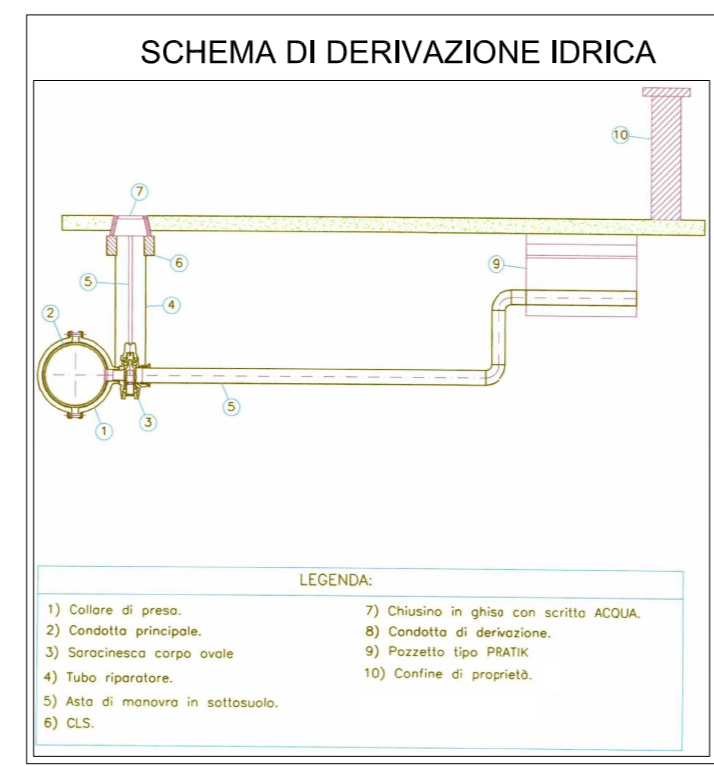 SCHEMA DI DERIVAZIONE IDRICA
10
7
6
9
5
4
2
5
3
1
LEGENDA:
1) Collare di presa.
2) Condotta principale.
3) Saracinesca corpo ovale
4) Tubo riparatore.
5) Asta di manovra in sottosuolo.
6) CLS.
7) Chiusino in ghisa con scritta ACQUA.
8) Condotta di derivazione.
9) Pozzetto tipo PRATIK
10) Confine di proprietà.